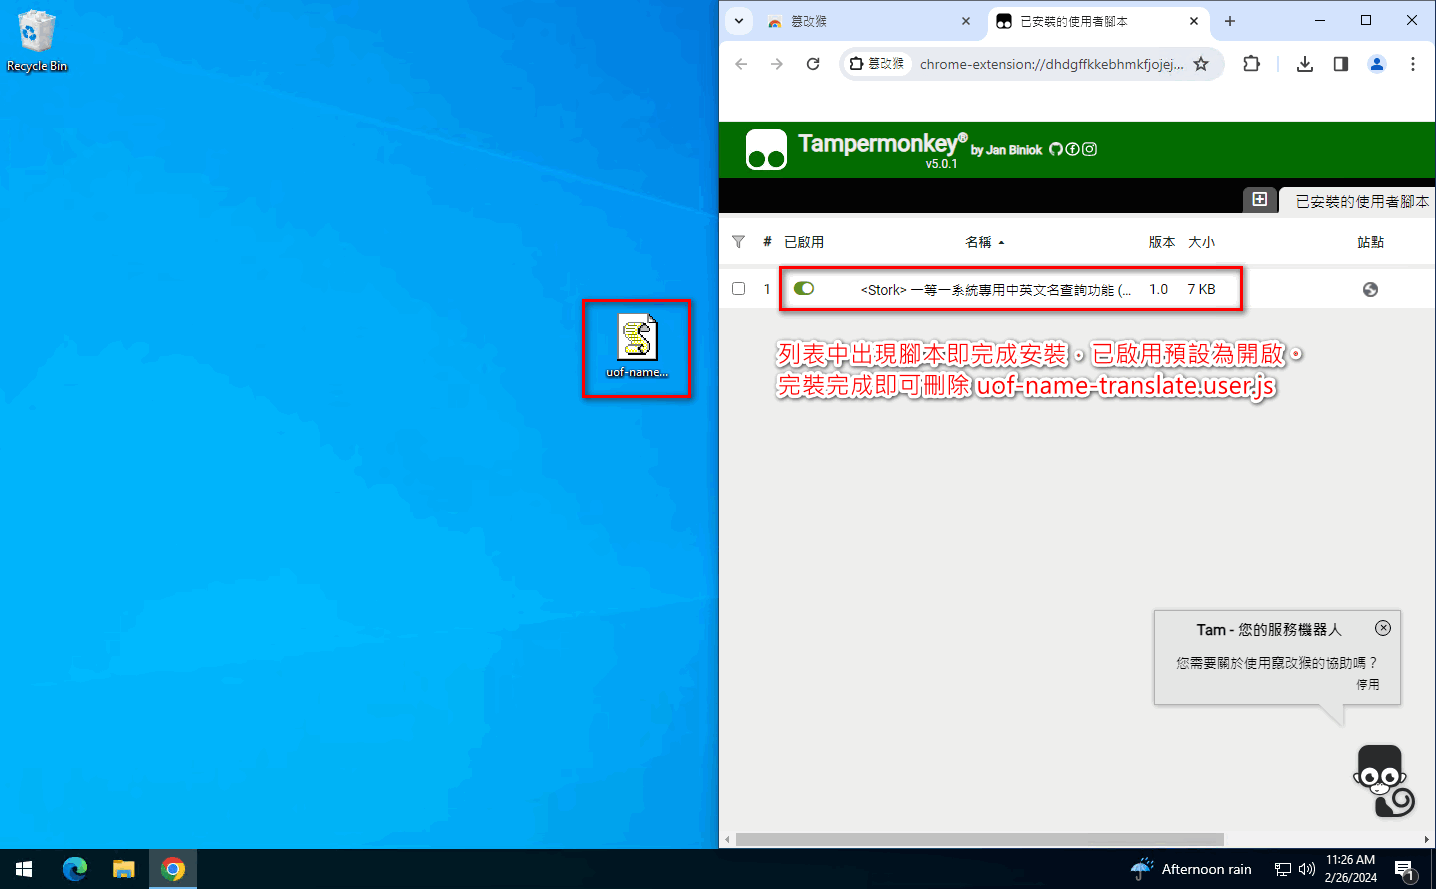 Recycle Bin
uof-name...
篡改猴
已安裝的使用者腳本
篡改猴
chrome-extension://dhdgffkkebhmkfjojej...
Tampermonkey® by Jan Biniok
v5.0.1
已安裝的使用者腳本
# 已啟用 名稱 版本 大小 站點
1 <Stork> 一等一系統專用中英文名查詢功能 (... 1.0 7 KB
列表中出現腳本即完成安裝，已啟用預設為開啟。
完裝完成即可刪除 uof-name-translate.user.js
Tam - 您的服務機器人
您需要關於使用竄改猴的協助嗎？
停用
Afternoon rain
11:26 AM
2/26/2024
1